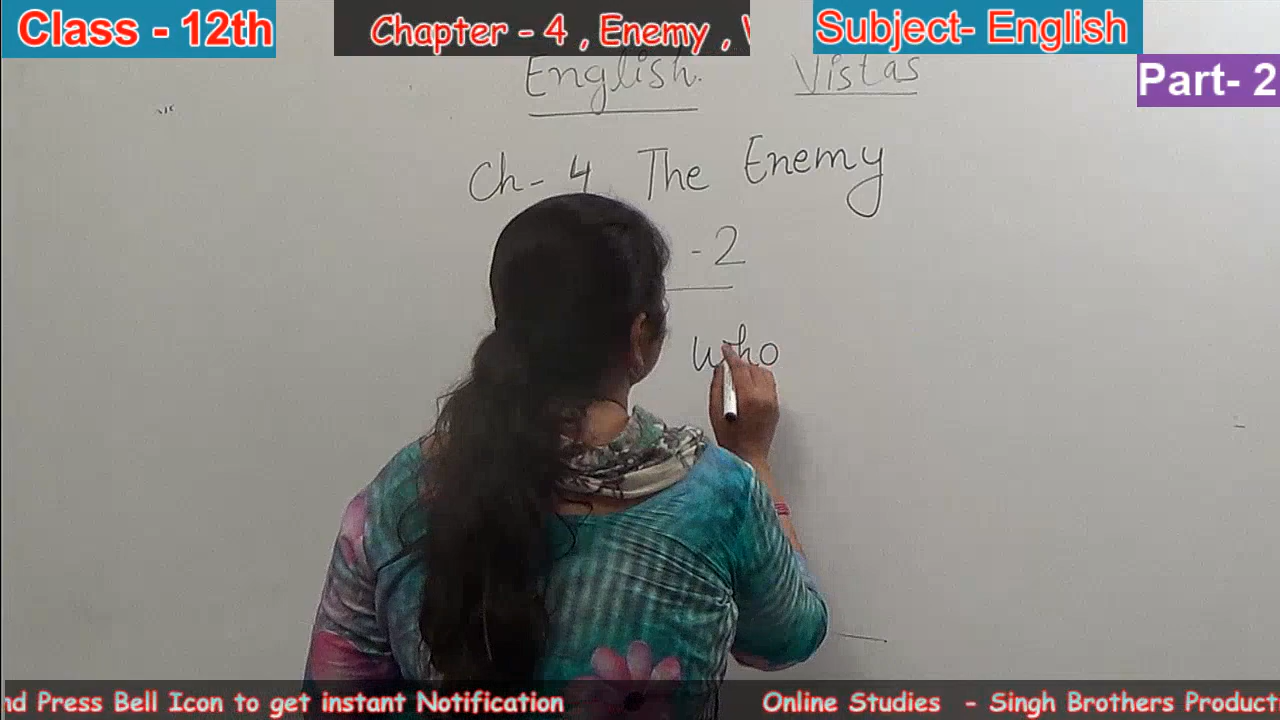 Class - 12th
Chapter - 4 , Enemy ,
Subject- English
Part- 2
English. Vistas
Ch- 4 The Enemy
-2
Who
nd Press Bell Icon to get instant Notification Online Studies - Singh Brothers Product